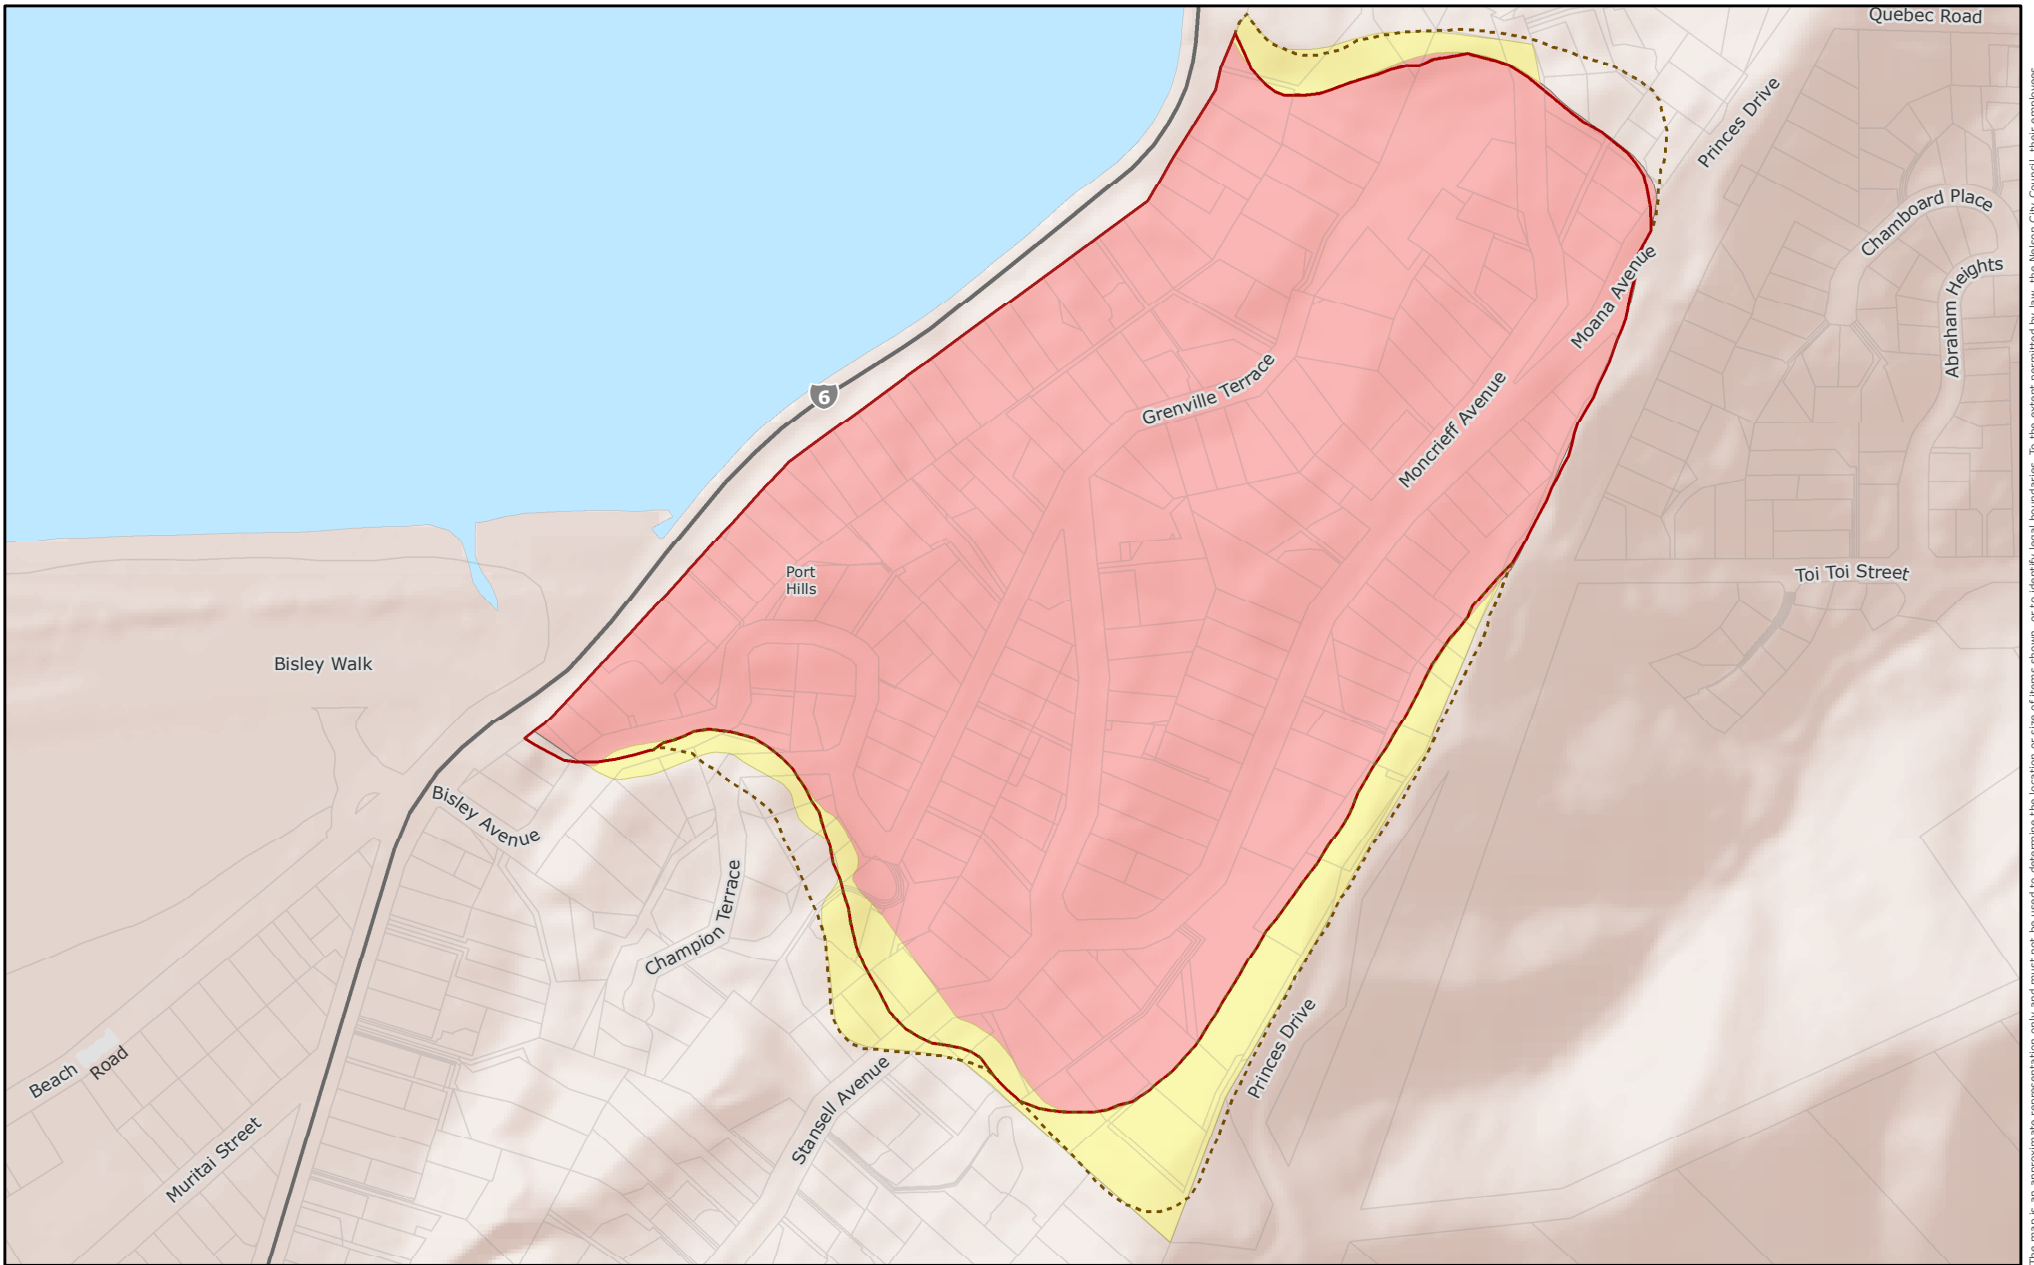 Quebec Road
Princes Drive
Chamboard Place
Abraham Heights
Moana Avenue
6
Grenville Terrace
Moncrieff Avenue
Port
Hills
Toi Toi Street
Bisley Walk
Bisley Avenue
Champion Terrace
Princes Drive
Beach Road
Stansell Avenue
Muritai Street